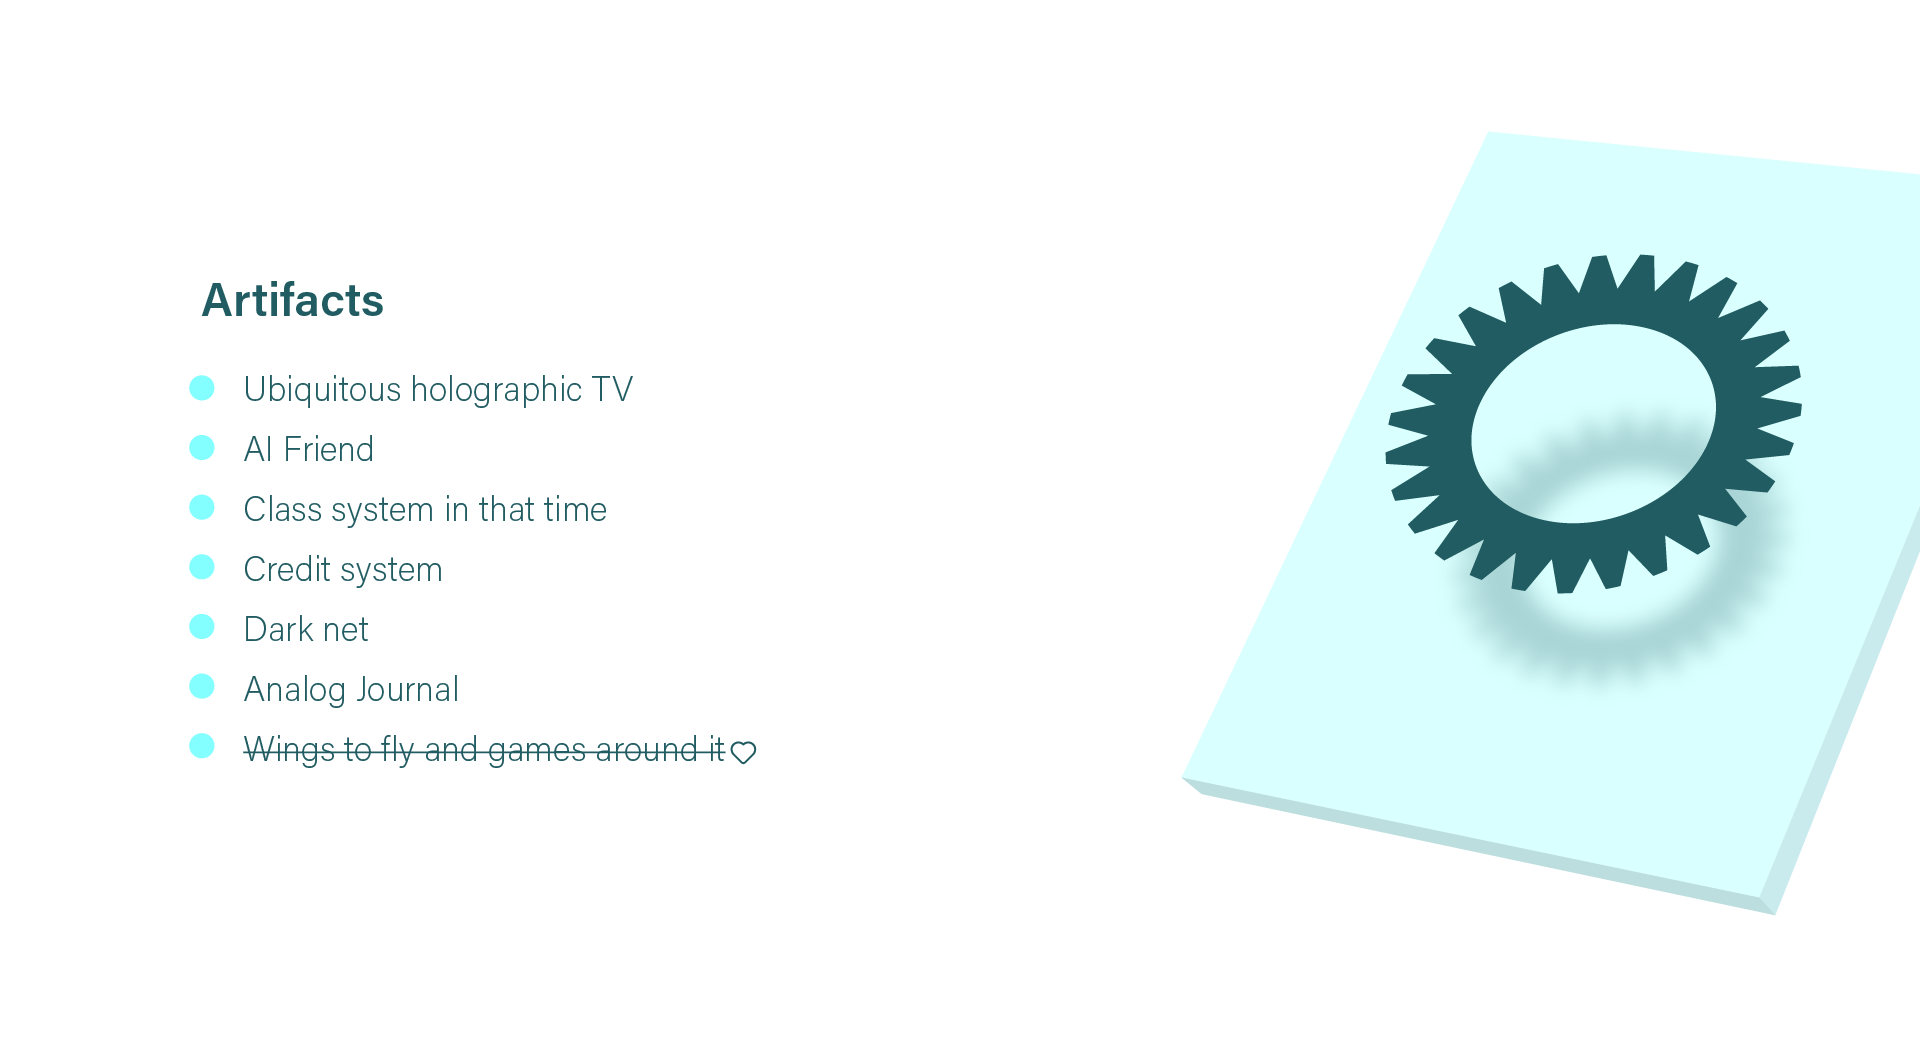 Artifacts
Ubiquitous holographic TV
AI Friend
Class system in that time
Credit system
Dark net
Analog Journal
Wings to fly and games around it♡